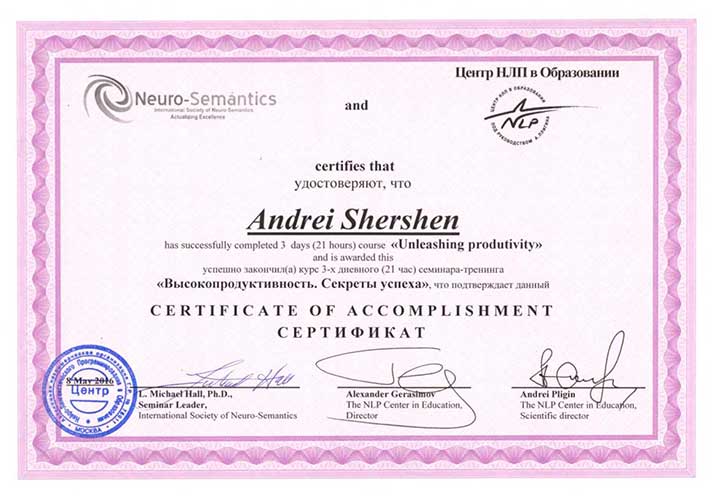 Центр НЛП в Образовании
Neuro-Semantics
International Society of Neuro-Semantics
Actualizing Excellence
and
ЦЕНТР НЛП В ОБРАЗОВАНИИ
NLP
ПОД РУКОВОДСТВОМ А. ПЛИГИНА
certifies that
удостоверяют, что
Andrei Shershen
has successfully completed 3 days (21 hours) course «Unleashing produtivity»
and is awarded this
успешно закончил(а) курс 3-х дневного (21 час) семинара-тренинга
«Высокопродуктивность. Секреты успеха», что подтверждает данный
CERTIFICATE OF ACCOMPLISHMENT
СЕРТИФИКАТ
8 May 2016
Центр
МОСКВА
L. Michael Hall, Ph.D.,
Seminar Leader,
International Society of Neuro-Semantics
Alexander Gerasimov
The NLP Center in Education,
Director
Andrei Pligin
The NLP Center in Education,
Scientific director